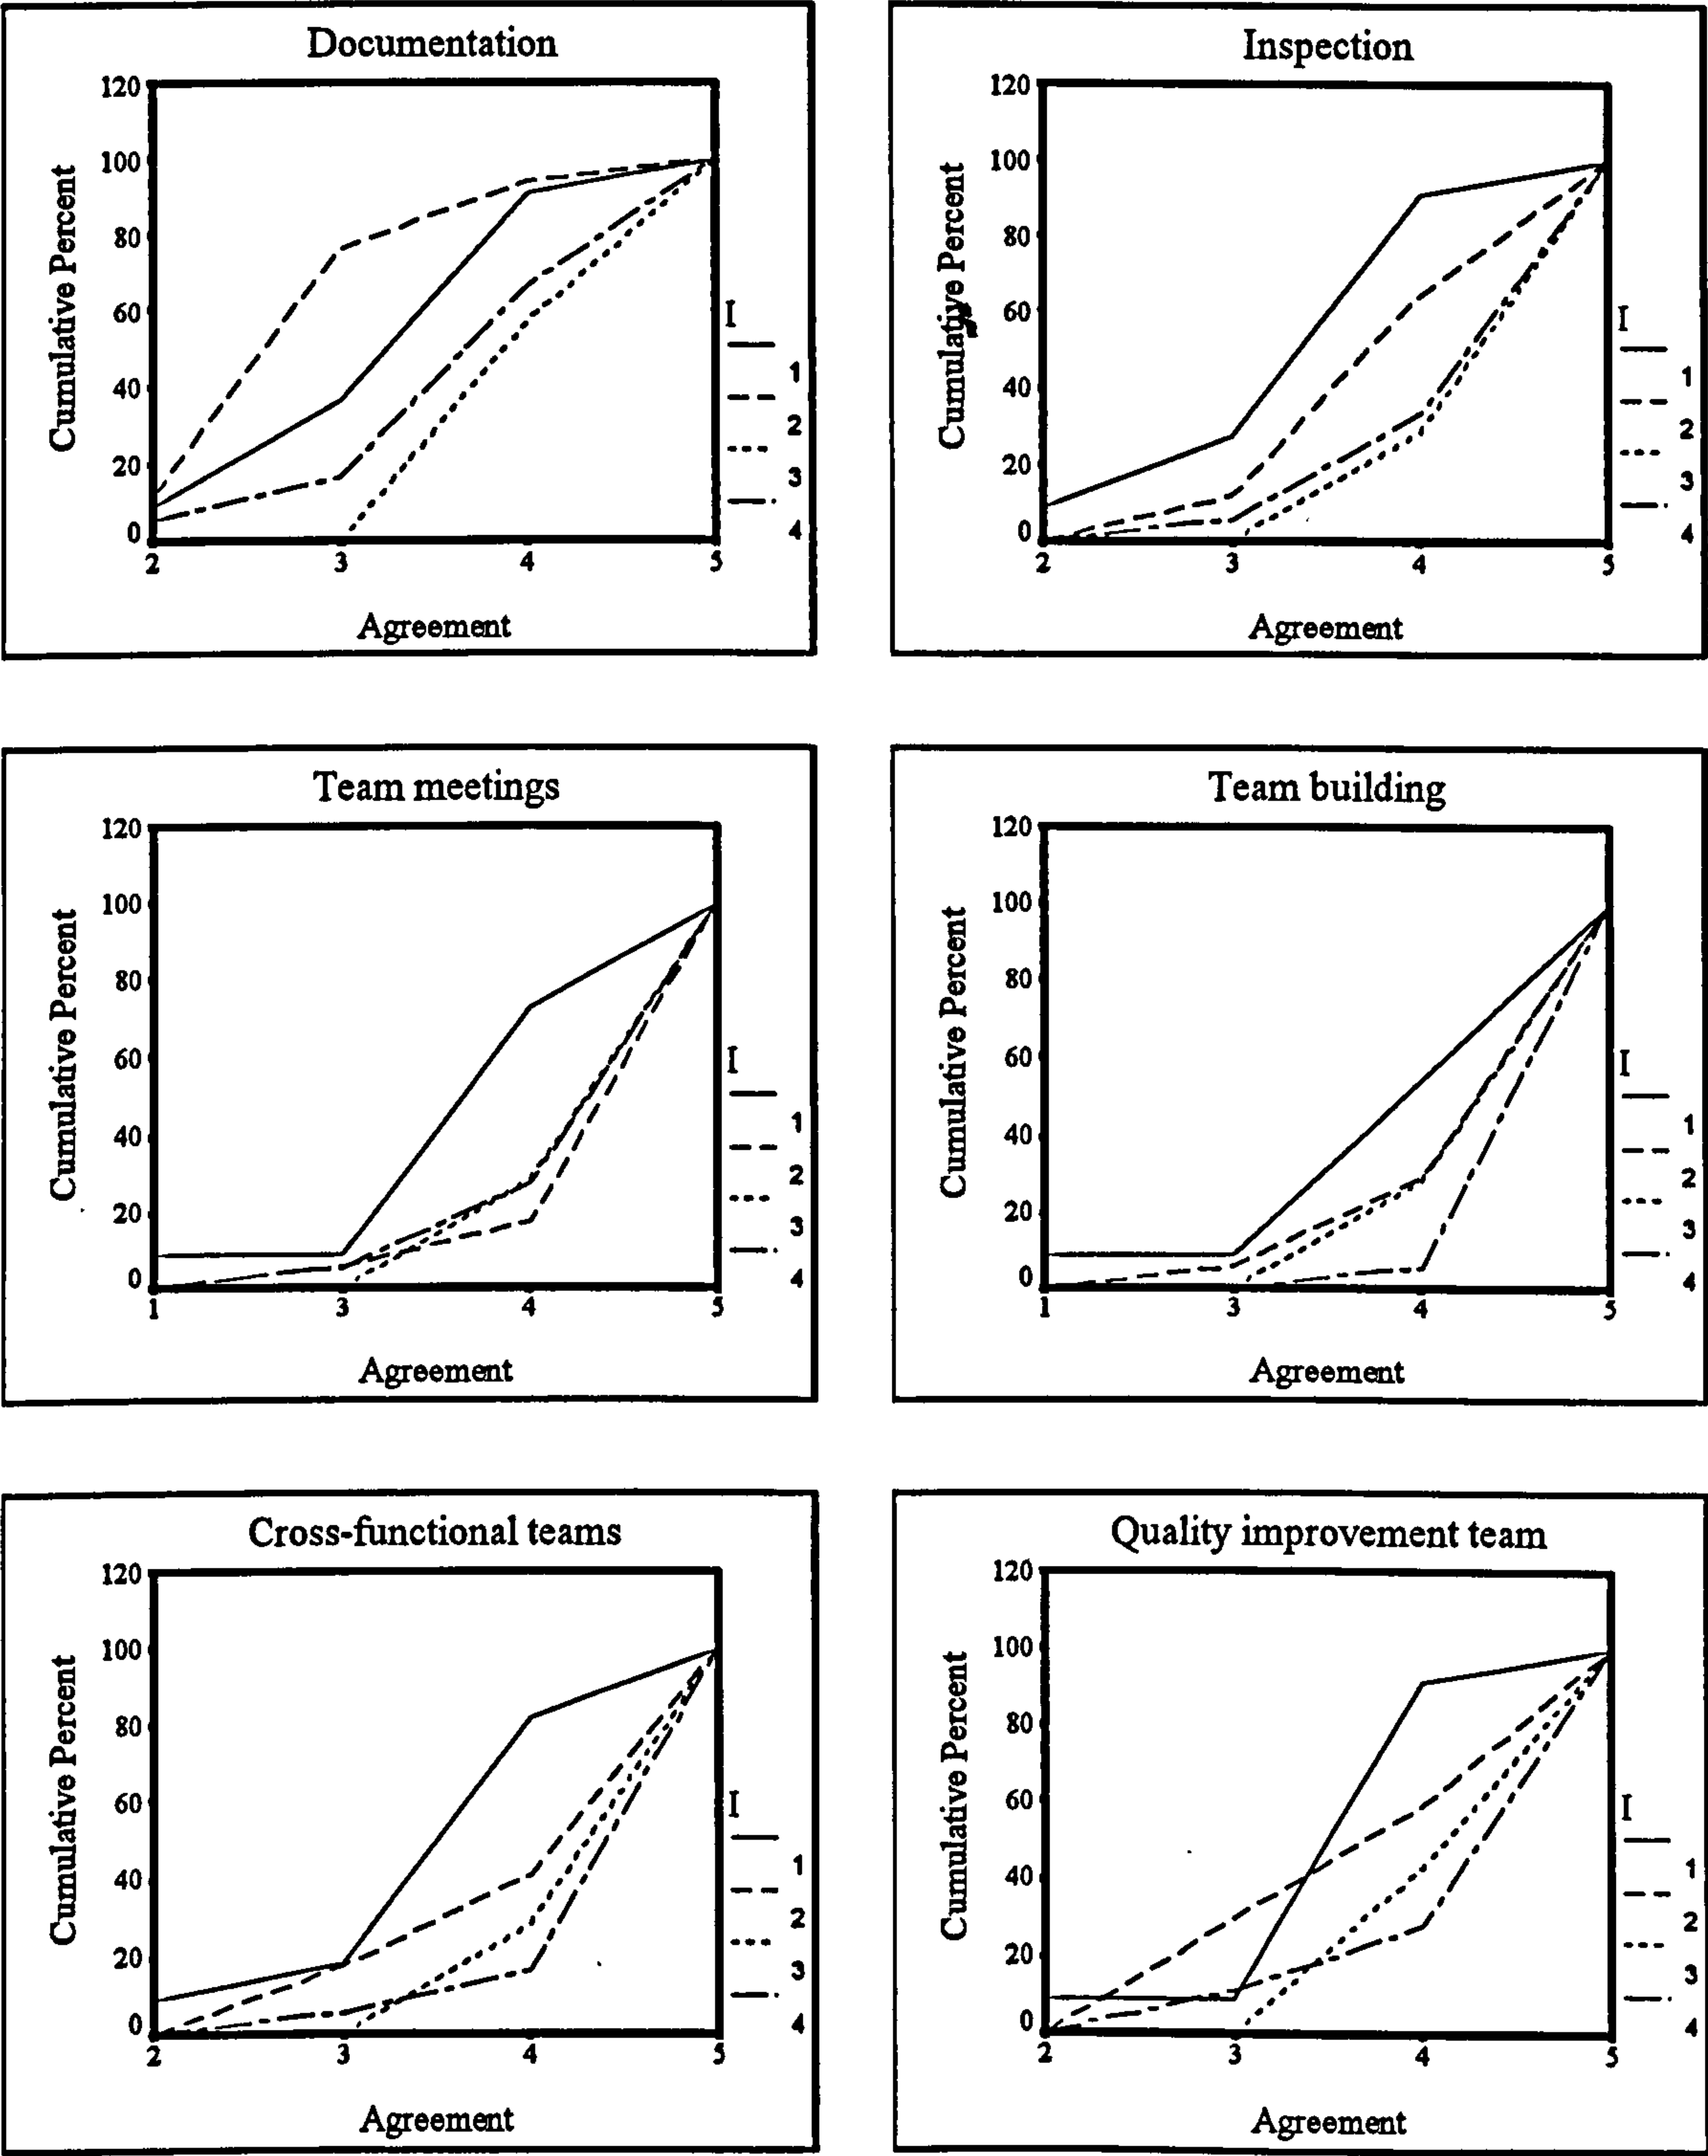 Documentation
120
100
80
60
40
20
0
Cumulative Percent
2 3 4 5
Agreement
I
1
2
3
4
Inspection
120
100
80
60
40
20
0
Cumulative Percent
2 3 4 5
Agreement
I
1
2
3
4
Team meetings
120
100
80
60
40
20
0
Cumulative Percent
1 3 4 5
Agreement
I
1
2
3
4
Team building
120
100
80
60
40
20
0
Cumulative Percent
1 3 4 5
Agreement
I
1
2
3
4
Cross-functional teams
120
100
80
60
40
20
0
Cumulative Percent
2 3 4 5
Agreement
I
1
2
3
4
Quality improvement team
120
100
80
60
40
20
0
Cumulative Percent
2 3 4 5
Agreement
I
1
2
3
4